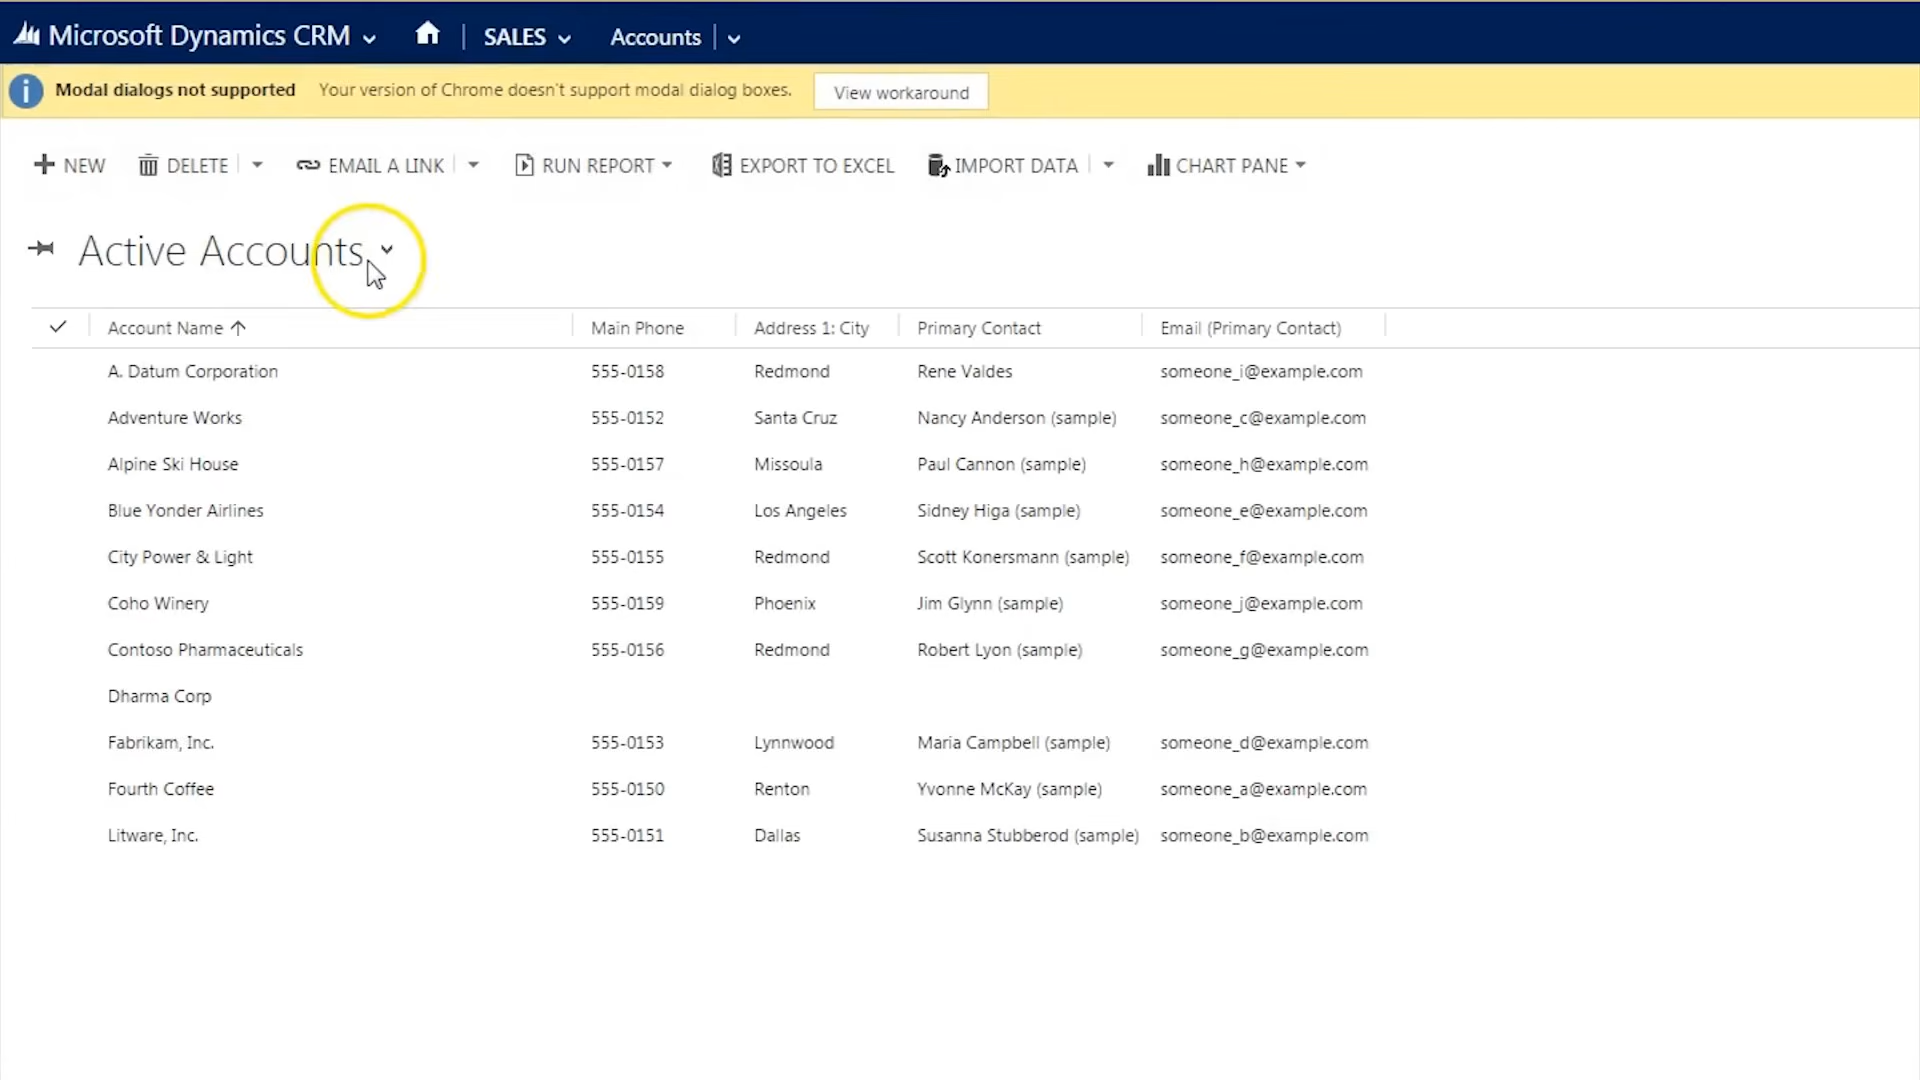 Microsoft Dynamics CRM SALES Accounts
Modal dialogs not supported Your version of Chrome doesn't support modal dialog boxes. View workaround
NEW DELETE EMAIL A LINK RUN REPORT EXPORT TO EXCEL IMPORT DATA CHART PANE
Active Accounts
Account Name Main Phone Address 1: City Primary Contact Email (Primary Contact)
A. Datum Corporation 555-0158 Redmond Rene Valdes someone_i@example.com
Adventure Works 555-0152 Santa Cruz Nancy Anderson (sample) someone_c@example.com
Alpine Ski House 555-0157 Missoula Paul Cannon (sample) someone_h@example.com
Blue Yonder Airlines 555-0154 Los Angeles Sidney Higa (sample) someone_e@example.com
City Power & Light 555-0155 Redmond Scott Konersmann (sample) someone_f@example.com
Coho Winery 555-0159 Phoenix Jim Glynn (sample) someone_j@example.com
Contoso Pharmaceuticals 555-0156 Redmond Robert Lyon (sample) someone_g@example.com
Dharma Corp
Fabrikam, Inc. 555-0153 Lynnwood Maria Campbell (sample) someone_d@example.com
Fourth Coffee 555-0150 Renton Yvonne McKay (sample) someone_a@example.com
Litware, Inc. 555-0151 Dallas Susanna Stubberod (sample) someone_b@example.com